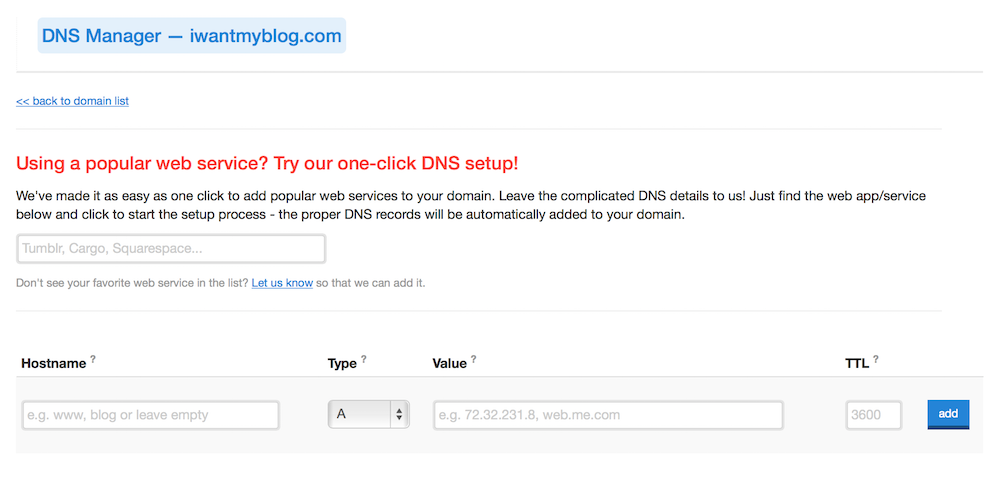 DNS Manager — iwantmyblog.com
<< back to domain list
Using a popular web service? Try our one-click DNS setup!
We've made it as easy as one click to add popular web services to your domain. Leave the complicated DNS details to us! Just find the web app/service
below and click to start the setup process - the proper DNS records will be automatically added to your domain.
Tumblr, Cargo, Squarespace...
Don't see your favorite web service in the list? Let us know so that we can add it.
Hostname ? Type ? Value ? TTL ?
e.g. www, blog or leave empty A e.g. 72.32.231.8, web.me.com 3600 add